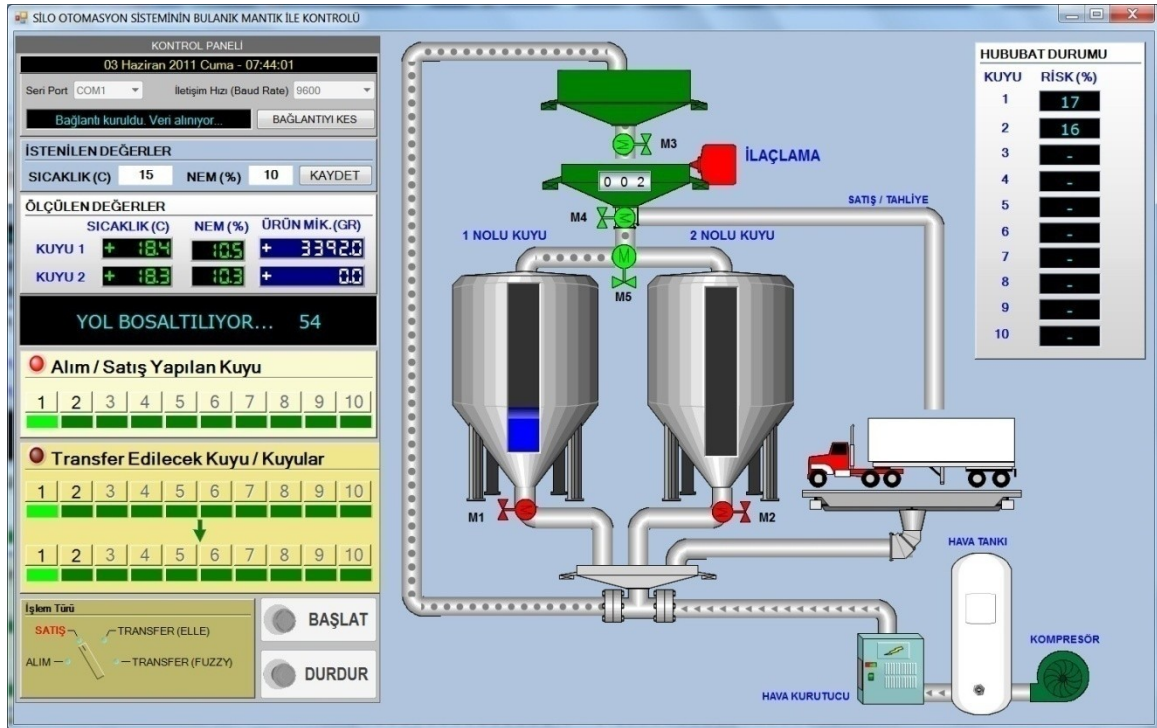 SİLO OTOMASYON SİSTEMİNİN BULANIK MANTIK İLE KONTROLÜ
KONTROL PANELİ
03 Haziran 2011 Cuma - 07:44:01
Seri Port COM1 İletişim Hızı (Baud Rate) 9600
Bağlantı kuruldu. Veri alınıyor... BAĞLANTIYI KES
İSTENİLEN DEĞERLER
SICAKLIK (C) 15 NEM (%) 10 KAYDET
ÖLÇÜLEN DEĞERLER
SICAKLIK (C) NEM (%) ÜRÜN MİK.(GR)
KUYU 1 + 18.4 10.5 + 3392.0
KUYU 2 + 18.3 10.3 + 0.0
YOL BOSALTILIYOR... 54
Alım / Satış Yapılan Kuyu
1 2 3 4 5 6 7 8 9 10
Transfer Edilecek Kuyu / Kuyular
1 2 3 4 5 6 7 8 9 10
1 2 3 4 5 6 7 8 9 10
İşlem Türü
SATIŞ TRANSFER (ELLE)
ALIM TRANSFER (FUZZY)
BAŞLAT
DURDUR
M3
İLAÇLAMA
0 0 2
M4
SATIŞ / TAHLİYE
1 NOLU KUYU
2 NOLU KUYU
M
M5
M1
M2
HAVA TANKI
KOMPRESÖR
HAVA KURUTUCU
HUBUBAT DURUMU
KUYU RİSK (%)
1 17
2 16
3 -
4 -
5 -
6 -
7 -
8 -
9 -
10 -